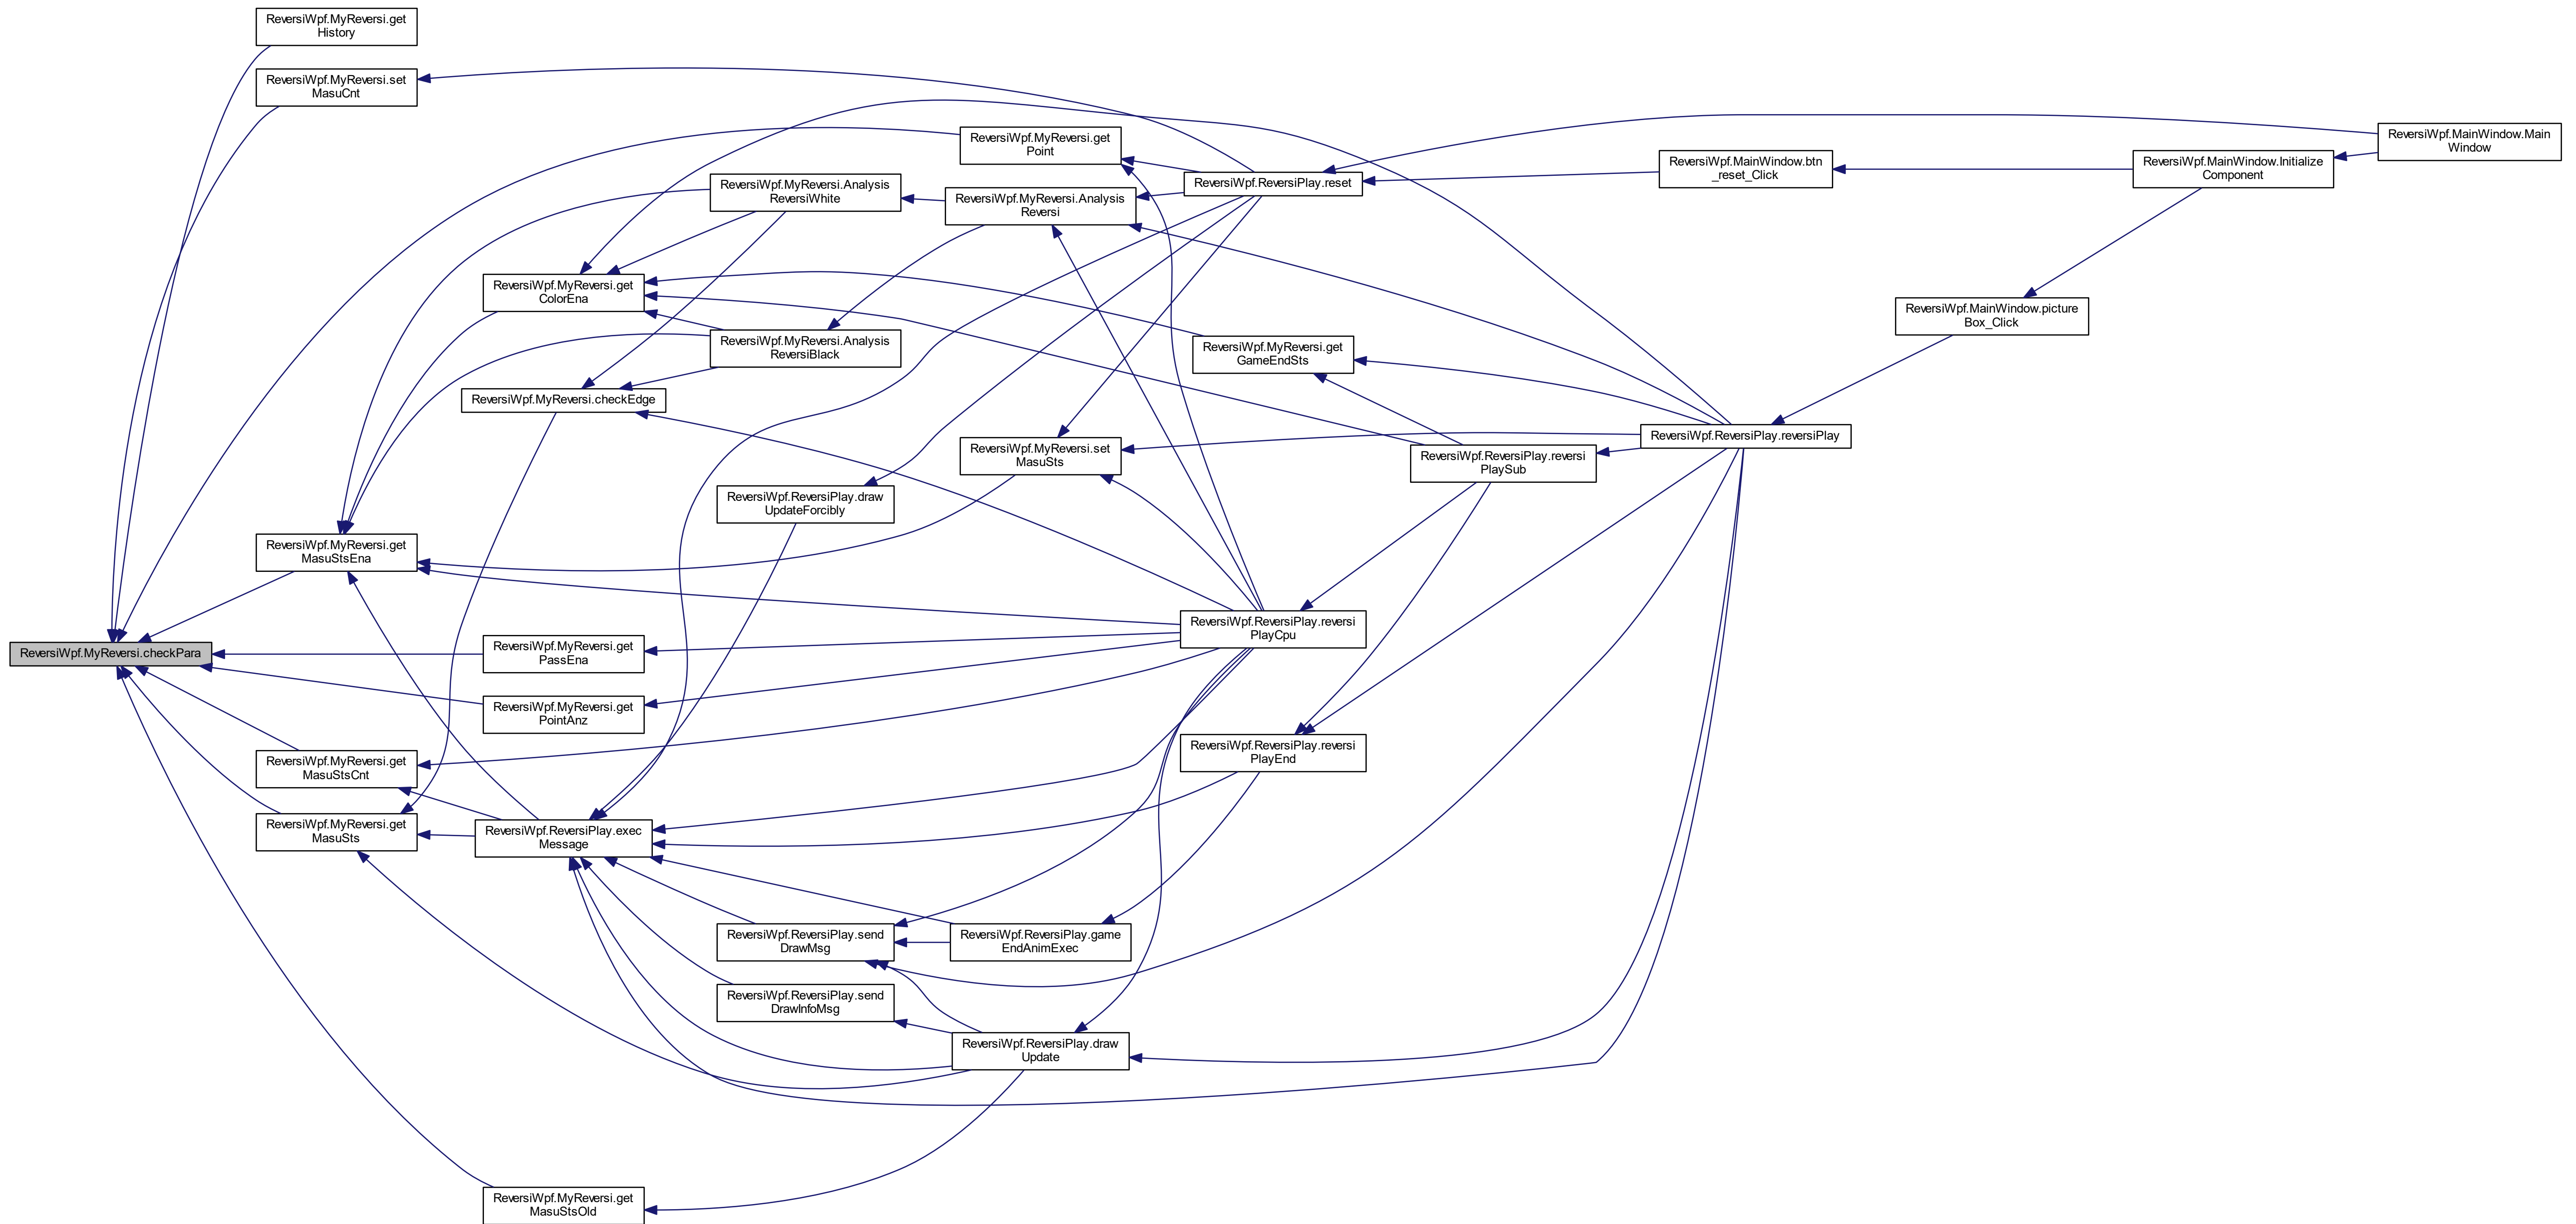 ReversiWpf.MyReversi.get
History
ReversiWpf.MyReversi.set
MasuCnt
ReversiWpf.MyReversi.get
Point
ReversiWpf.MainWindow.Main
Window
ReversiWpf.MainWindow.btn
_reset_Click
ReversiWpf.MainWindow.Initialize
Component
ReversiWpf.MyReversi.Analysis
ReversiWhite
ReversiWpf.ReversiPlay.reset
ReversiWpf.MyReversi.Analysis
Reversi
ReversiWpf.MyReversi.get
ColorEna
ReversiWpf.MainWindow.picture
Box_Click
ReversiWpf.MyReversi.Analysis
ReversiBlack
ReversiWpf.MyReversi.get
GameEndSts
ReversiWpf.MyReversi.checkEdge
ReversiWpf.ReversiPlay.reversiPlay
ReversiWpf.MyReversi.set
MasuSts
ReversiWpf.ReversiPlay.reversi
PlaySub
ReversiWpf.ReversiPlay.draw
UpdateForcibly
ReversiWpf.MyReversi.get
MasuStsEna
ReversiWpf.ReversiPlay.reversi
PlayCpu
ReversiWpf.MyReversi.checkPara
ReversiWpf.MyReversi.get
PassEna
ReversiWpf.MyReversi.get
PointAnz
ReversiWpf.ReversiPlay.reversi
PlayEnd
ReversiWpf.MyReversi.get
MasuStsCnt
ReversiWpf.MyReversi.get
MasuSts
ReversiWpf.ReversiPlay.exec
Message
ReversiWpf.ReversiPlay.send
DrawMsg
ReversiWpf.ReversiPlay.game
EndAnimExec
ReversiWpf.ReversiPlay.send
DrawInfoMsg
ReversiWpf.ReversiPlay.draw
Update
ReversiWpf.MyReversi.get
MasuStsOld